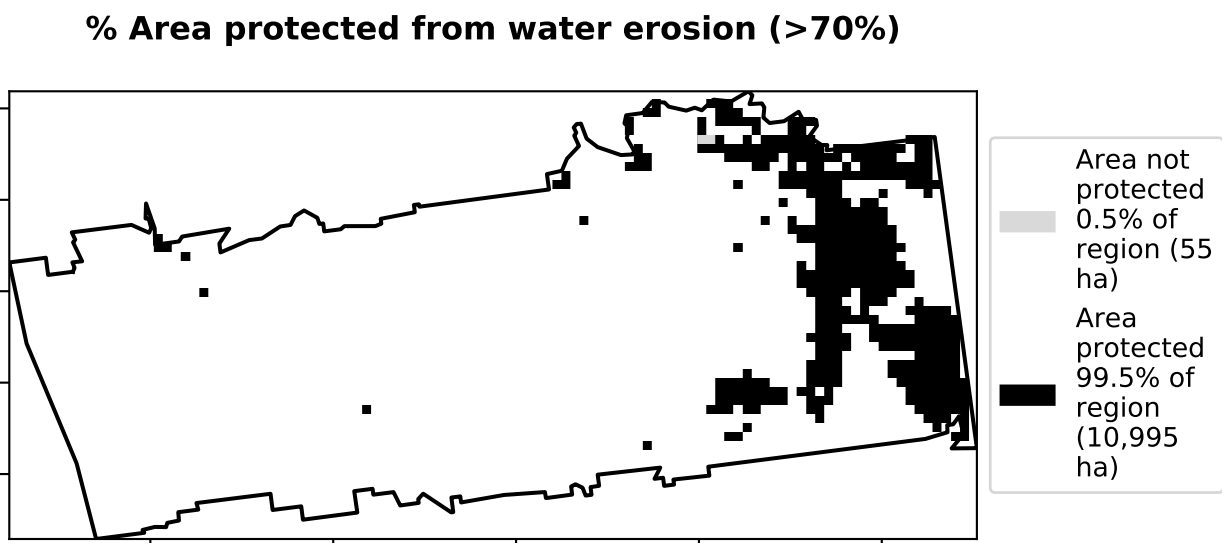 % Area protected from water erosion (>70%)
Area not
protected
0.5% of
region (55
ha)
Area
protected
99.5% of
region
(10,995
ha)